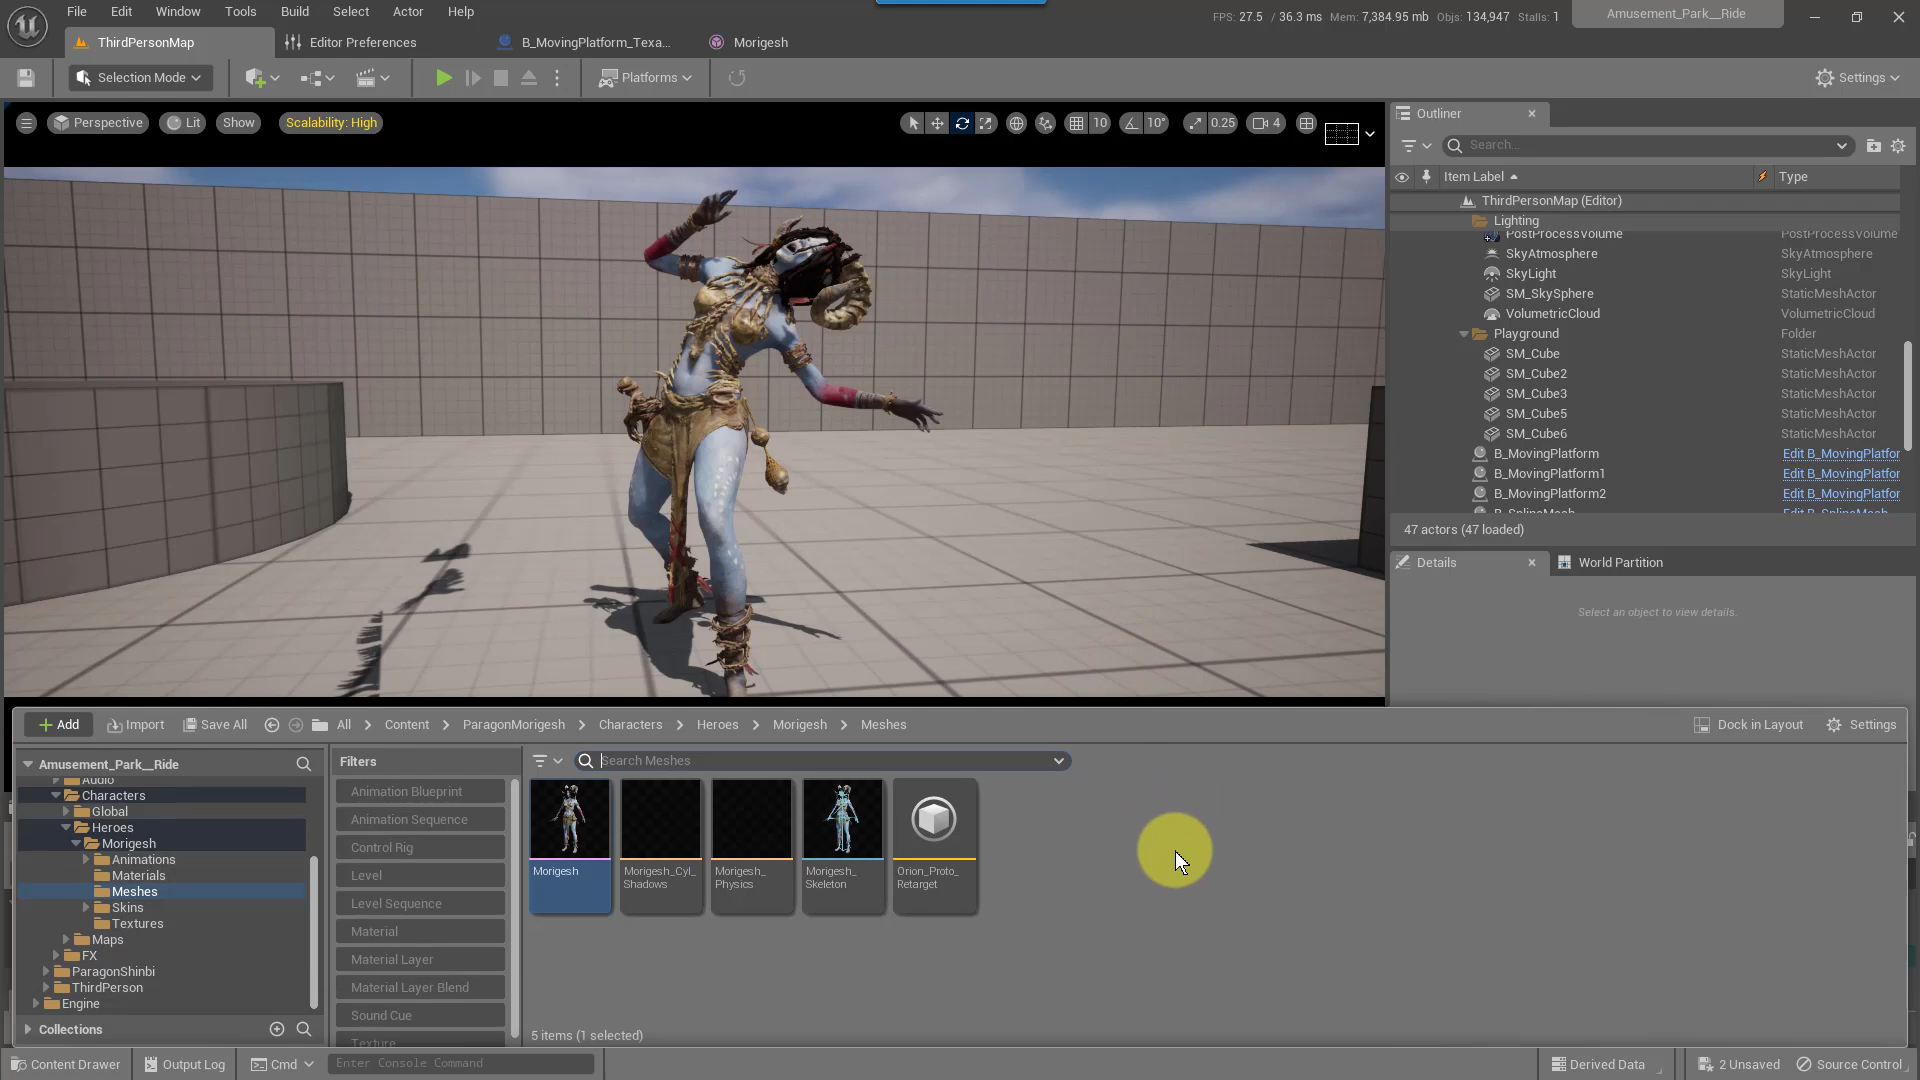 File Edit Window Tools Build Select Actor Help
FPS: 27.5 / 36.3 ms Mem: 7,384.95 mb Objs: 134,947 Stalls: 1
Amusement_Park__Ride
ThirdPersonMap
Editor Preferences
B_MovingPlatform_Texa...
Morigesh
Selection Mode
Platforms
Settings
Perspective Lit Show Scalability: High
10 10° 0.25 4
Outliner
Search...
Item Label Type
ThirdPersonMap (Editor)
Lighting
PostProcessVolume PostProcessVolume
SkyAtmosphere SkyAtmosphere
SkyLight SkyLight
SM_SkySphere StaticMeshActor
VolumetricCloud VolumetricCloud
Playground Folder
SM_Cube StaticMeshActor
SM_Cube2 StaticMeshActor
SM_Cube3 StaticMeshActor
SM_Cube5 StaticMeshActor
SM_Cube6 StaticMeshActor
B_MovingPlatform Edit B_MovingPlatfor
B_MovingPlatform1 Edit B_MovingPlatfor
B_MovingPlatform2 Edit B_MovingPlatfor
B_SplineMesh Edit B_SplineMesh
47 actors (47 loaded)
Details
World Partition
Select an object to view details.
Add Import Save All All Content ParagonMorigesh Characters Heroes Morigesh Meshes
Dock in Layout Settings
Amusement_Park__Ride
Audio
Characters
Global
Heroes
Morigesh
Animations
Materials
Meshes
Skins
Textures
Maps
FX
ParagonShinbi
ThirdPerson
Engine
Collections
Filters
Animation Blueprint
Animation Sequence
Control Rig
Level
Level Sequence
Material
Material Layer
Material Layer Blend
Sound Cue
Texture
Search Meshes
Morigesh
Morigesh_Cyl_
Shadows
Morigesh_
Physics
Morigesh_
Skeleton
Orion_Proto_
Retarget
5 items (1 selected)
Content Drawer Output Log Cmd Enter Console Command
Derived Data 2 Unsaved Source Control